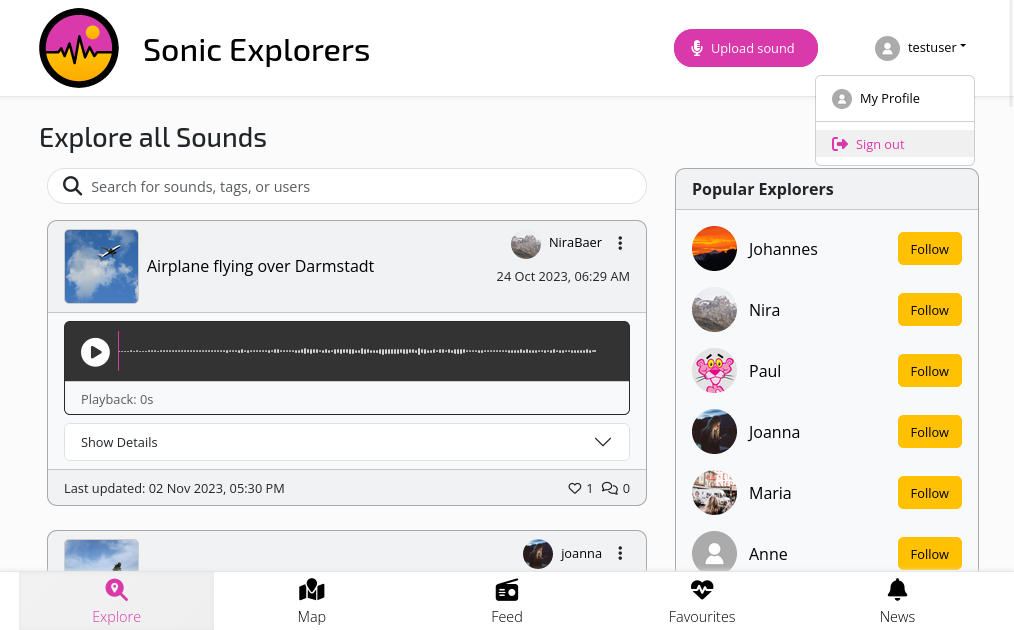 Sonic Explorers
Upload sound
testuser
My Profile
Sign out
Explore all Sounds
Search for sounds, tags, or users
Airplane flying over Darmstadt
NiraBaer
24 Oct 2023, 06:29 AM
Playback: 0s
Show Details
Last updated: 02 Nov 2023, 05:30 PM
1
0
joanna
Popular Explorers
Johannes
Follow
Nira
Follow
Paul
Follow
Joanna
Follow
Maria
Follow
Anne
Follow
Explore
Map
Feed
Favourites
News